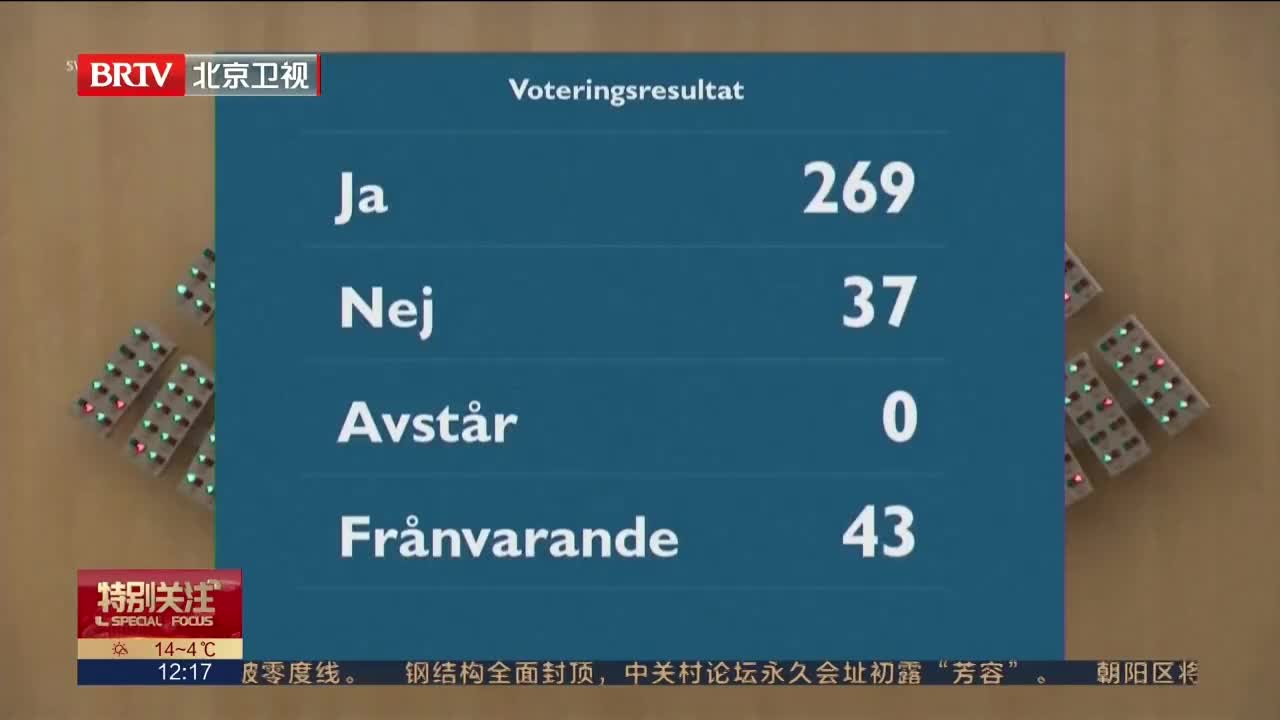 BRTV 北京卫视
Voteringsresultat
Ja 269
Nej 37
Avstår 0
Frånvarande 43
特别关注
SPECIAL FOCUS
14~4℃
12:17 零度线。 钢结构全面封顶，中关村论坛永久会址初露“芳容”。 朝阳区将